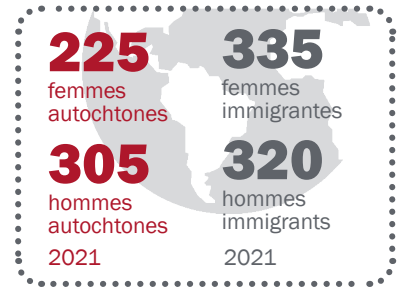 225
femmes
autochtones
305
hommes
autochtones
2021
335
femmes
immigrantes
320
hommes
immigrants
2021